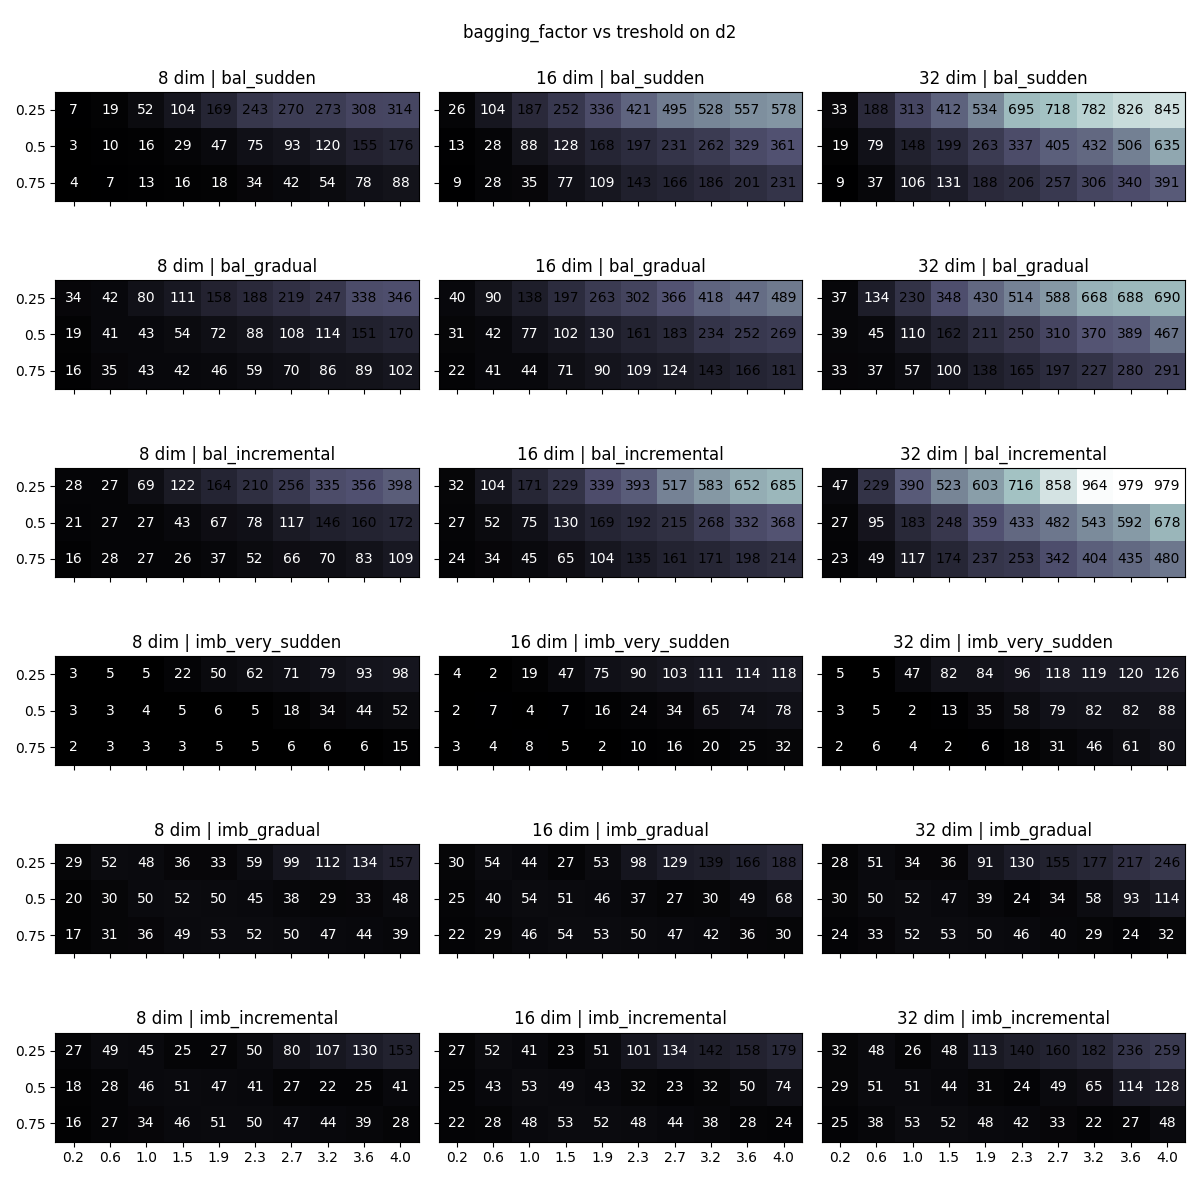 bagging_factor vs treshold on d2
8 dim | bal_sudden 16 dim | bal_sudden 32 dim | bal_sudden
0.25 7 19 52 104 169 243 270 273 308 314 26 104 187 252 336 421 495 528 557 578 33 188 313 412 534 695 718 782 826 845
0.5 3 10 16 29 47 75 93 120 155 176 13 28 88 128 168 197 231 262 329 361 19 79 148 199 263 337 405 432 506 635
0.75 4 7 13 16 18 34 42 54 78 88 9 28 35 77 109 143 166 186 201 231 9 37 106 131 188 206 257 306 340 391
8 dim | bal_gradual 16 dim | bal_gradual 32 dim | bal_gradual
0.25 34 42 80 111 158 188 219 247 338 346 40 90 138 197 263 302 366 418 447 489 37 134 230 348 430 514 588 668 688 690
0.5 19 41 43 54 72 88 108 114 151 170 31 42 77 102 130 161 183 234 252 269 39 45 110 162 211 250 310 370 389 467
0.75 16 35 43 42 46 59 70 86 89 102 22 41 44 71 90 109 124 143 166 181 33 37 57 100 138 165 197 227 280 291
8 dim | bal_incremental 16 dim | bal_incremental 32 dim | bal_incremental
0.25 28 27 69 122 164 210 256 335 356 398 32 104 171 229 339 393 517 583 652 685 47 229 390 523 603 716 858 964 979 979
0.5 21 27 27 43 67 78 117 146 160 172 27 52 75 130 169 192 215 268 332 368 27 95 183 248 359 433 482 543 592 678
0.75 16 28 27 26 37 52 66 70 83 109 24 34 45 65 104 135 161 171 198 214 23 49 117 174 237 253 342 404 435 480
8 dim | imb_very_sudden 16 dim | imb_very_sudden 32 dim | imb_very_sudden
0.25 3 5 5 22 50 62 71 79 93 98 4 2 19 47 75 90 103 111 114 118 5 5 47 82 84 96 118 119 120 126
0.5 3 3 4 5 6 5 18 34 44 52 2 7 4 7 16 24 34 65 74 78 3 5 2 13 35 58 79 82 82 88
0.75 2 3 3 3 5 5 6 6 6 15 3 4 8 5 2 10 16 20 25 32 2 6 4 2 6 18 31 46 61 80
8 dim | imb_gradual 16 dim | imb_gradual 32 dim | imb_gradual
0.25 29 52 48 36 33 59 99 112 134 157 30 54 44 27 53 98 129 139 166 188 28 51 34 36 91 130 155 177 217 246
0.5 20 30 50 52 50 45 38 29 33 48 25 40 54 51 46 37 27 30 49 68 30 50 52 47 39 24 34 58 93 114
0.75 17 31 36 49 53 52 50 47 44 39 22 29 46 54 53 50 47 42 36 30 24 33 52 53 50 46 40 29 24 32
8 dim | imb_incremental 16 dim | imb_incremental 32 dim | imb_incremental
0.25 27 49 45 25 27 50 80 107 130 153 27 52 41 23 51 101 134 142 158 179 32 48 26 48 113 140 160 182 236 259
0.5 18 28 46 51 47 41 27 22 25 41 25 43 53 49 43 32 23 32 50 74 29 51 51 44 31 24 49 65 114 128
0.75 16 27 34 46 51 50 47 44 39 28 22 28 48 53 52 48 44 38 28 24 25 38 53 52 48 42 33 22 27 48
0.2 0.6 1.0 1.5 1.9 2.3 2.7 3.2 3.6 4.0 0.2 0.6 1.0 1.5 1.9 2.3 2.7 3.2 3.6 4.0 0.2 0.6 1.0 1.5 1.9 2.3 2.7 3.2 3.6 4.0